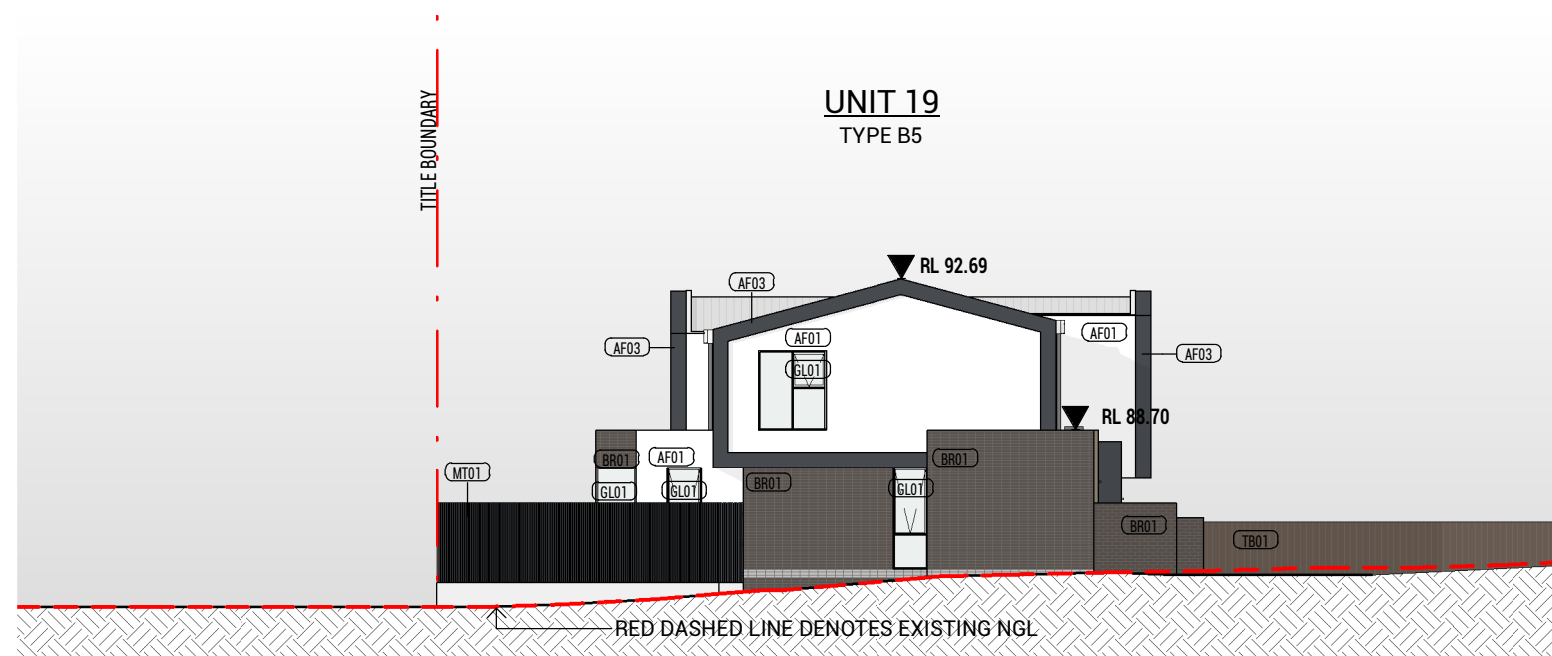 UNIT 19
TYPE B5
TITLE BOUNDARY
RL 92.69
AF03
AF01
AF01
AF03
AF03
GL01
RL 88.70
BR01
AF01
BR01
MT01
BR01
GL01
GL01
GL01
BR01
TB01
RED DASHED LINE DENOTES EXISTING NGL